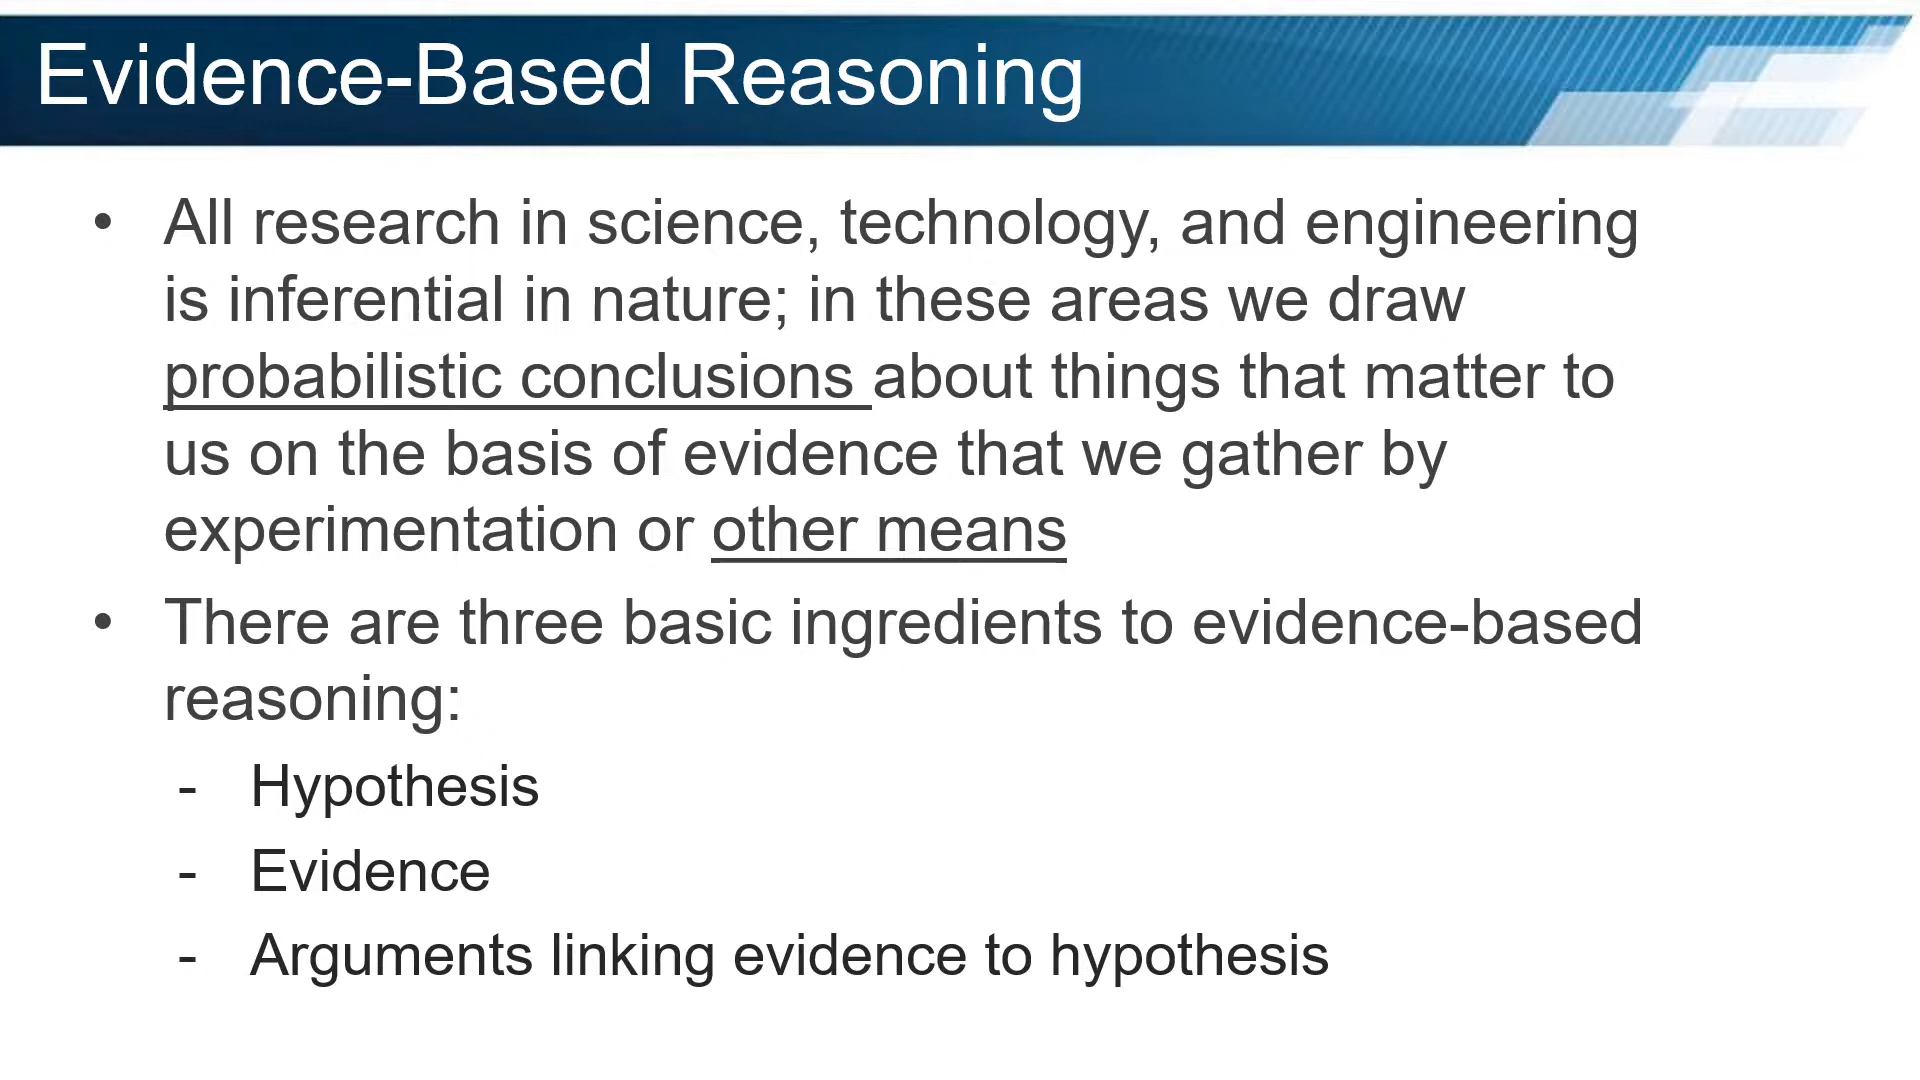 Evidence-Based Reasoning
• All research in science, technology, and engineering
is inferential in nature; in these areas we draw
probabilistic conclusions about things that matter to
us on the basis of evidence that we gather by
experimentation or other means
• There are three basic ingredients to evidence-based
reasoning:
- Hypothesis
- Evidence
- Arguments linking evidence to hypothesis